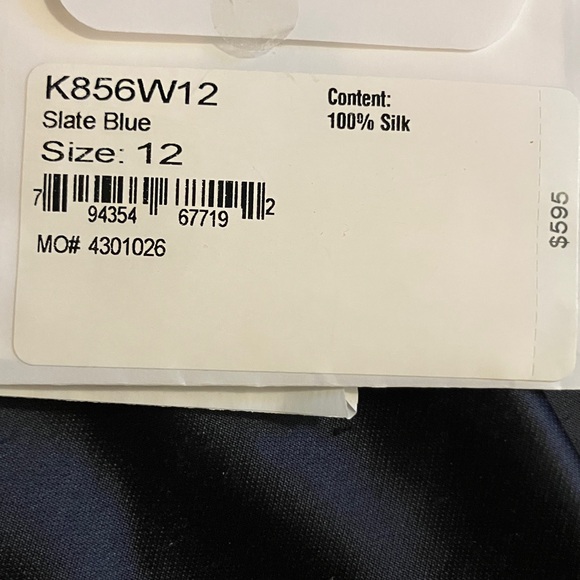 K856W12
Slate Blue
Size: 12
7 94354 67719 2
MO# 4301026
Content:
100% Silk
$595